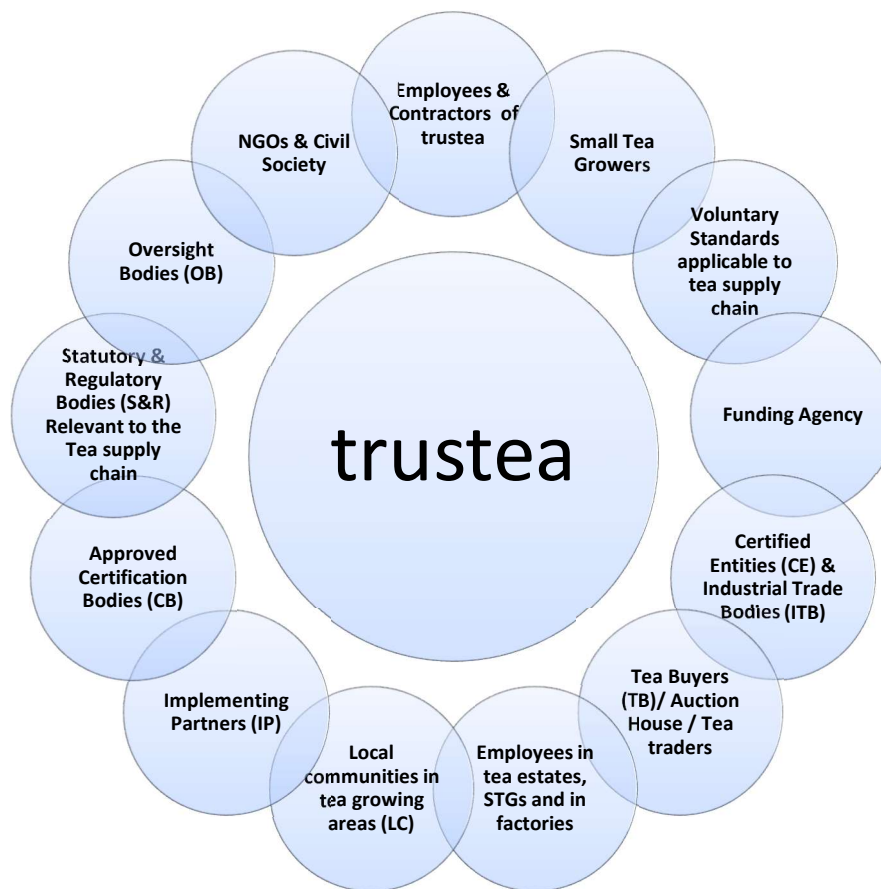 Employees &
Contractors of
trustea
Small Tea
Growers
Voluntary
Standards
applicable to
tea supply
chain
Funding Agency
Certified
Entities (CE) &
Industrial Trade
Bodies (ITB)
Tea Buyers
(TB)/ Auction
House / Tea
traders
Employees in
tea estates,
STGs and in
factories
Local
communities in
tea growing
areas (LC)
Implementing
Partners (IP)
Approved
Certification
Bodies (CB)
Statutory &
Regulatory
Bodies (S&R)
Relevant to the
Tea supply
chain
Oversight
Bodies (OB)
NGOs & Civil
Society
trustea